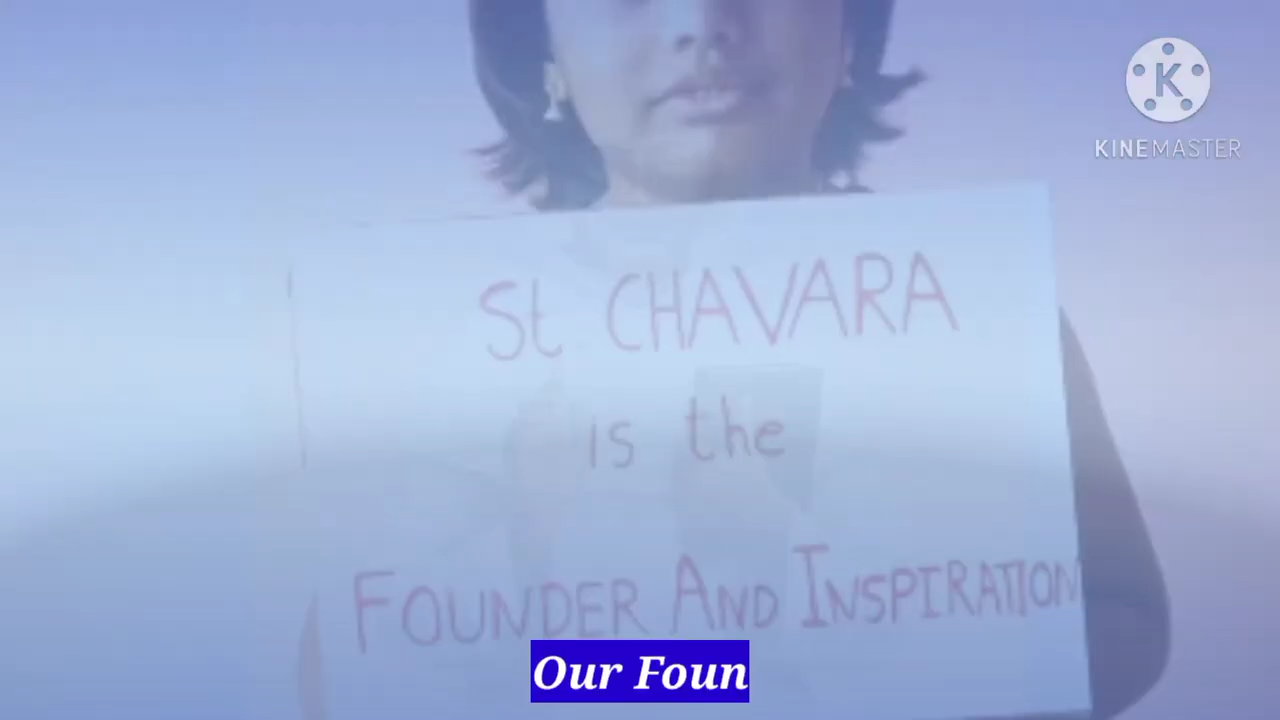 K
KINEMASTER
St CHAVARA
is the
FOUNDER AND INSPIRATION
Our Foun